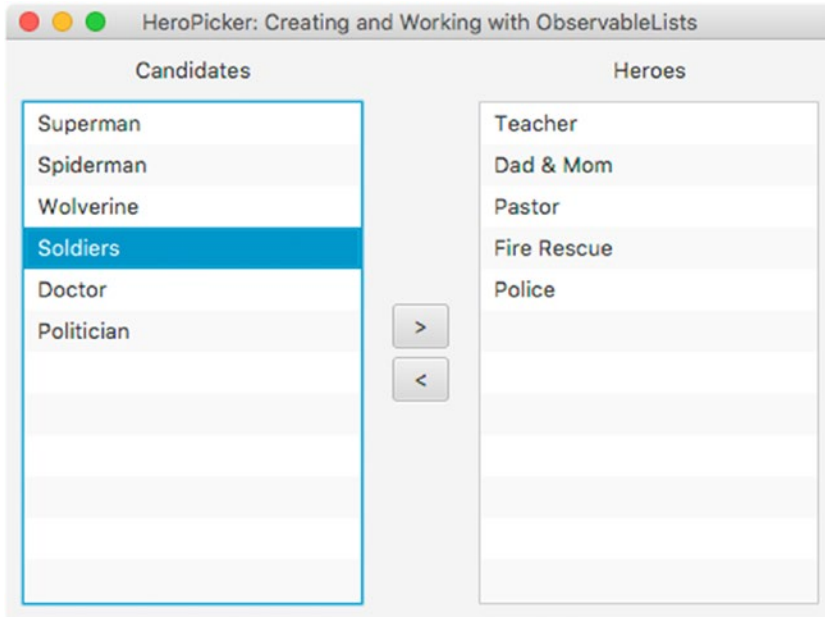 HeroPicker: Creating and Working with ObservableLists
Candidates
Superman
Spiderman
Wolverine
Soldiers
Doctor
Politician
>
<
Heroes
Teacher
Dad & Mom
Pastor
Fire Rescue
Police